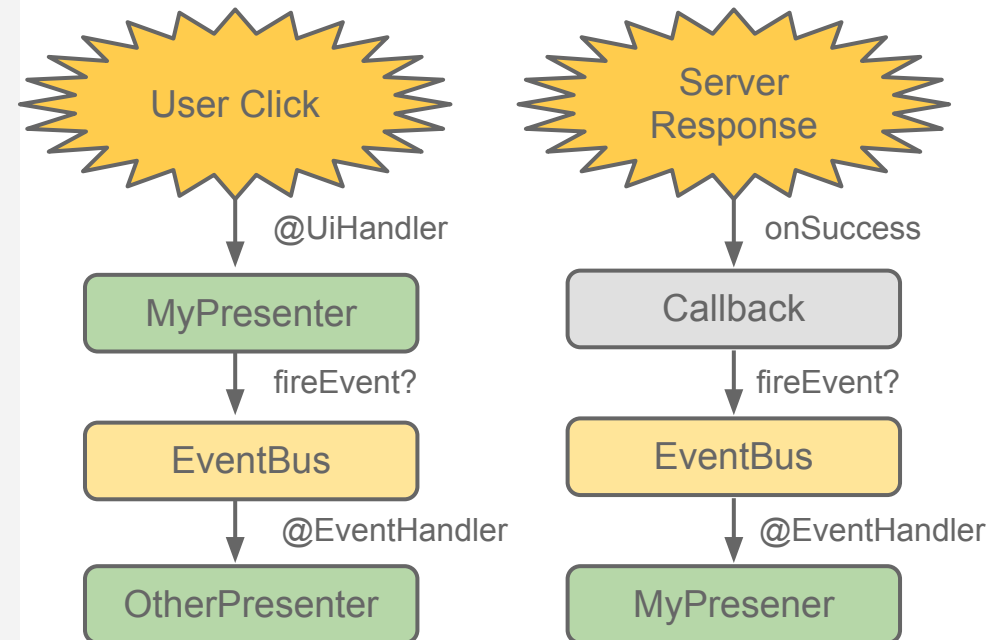 User Click
@UiHandler
MyPresenter
fireEvent?
EventBus
@EventHandler
OtherPresenter
Server
Response
onSuccess
Callback
fireEvent?
EventBus
@EventHandler
MyPresener